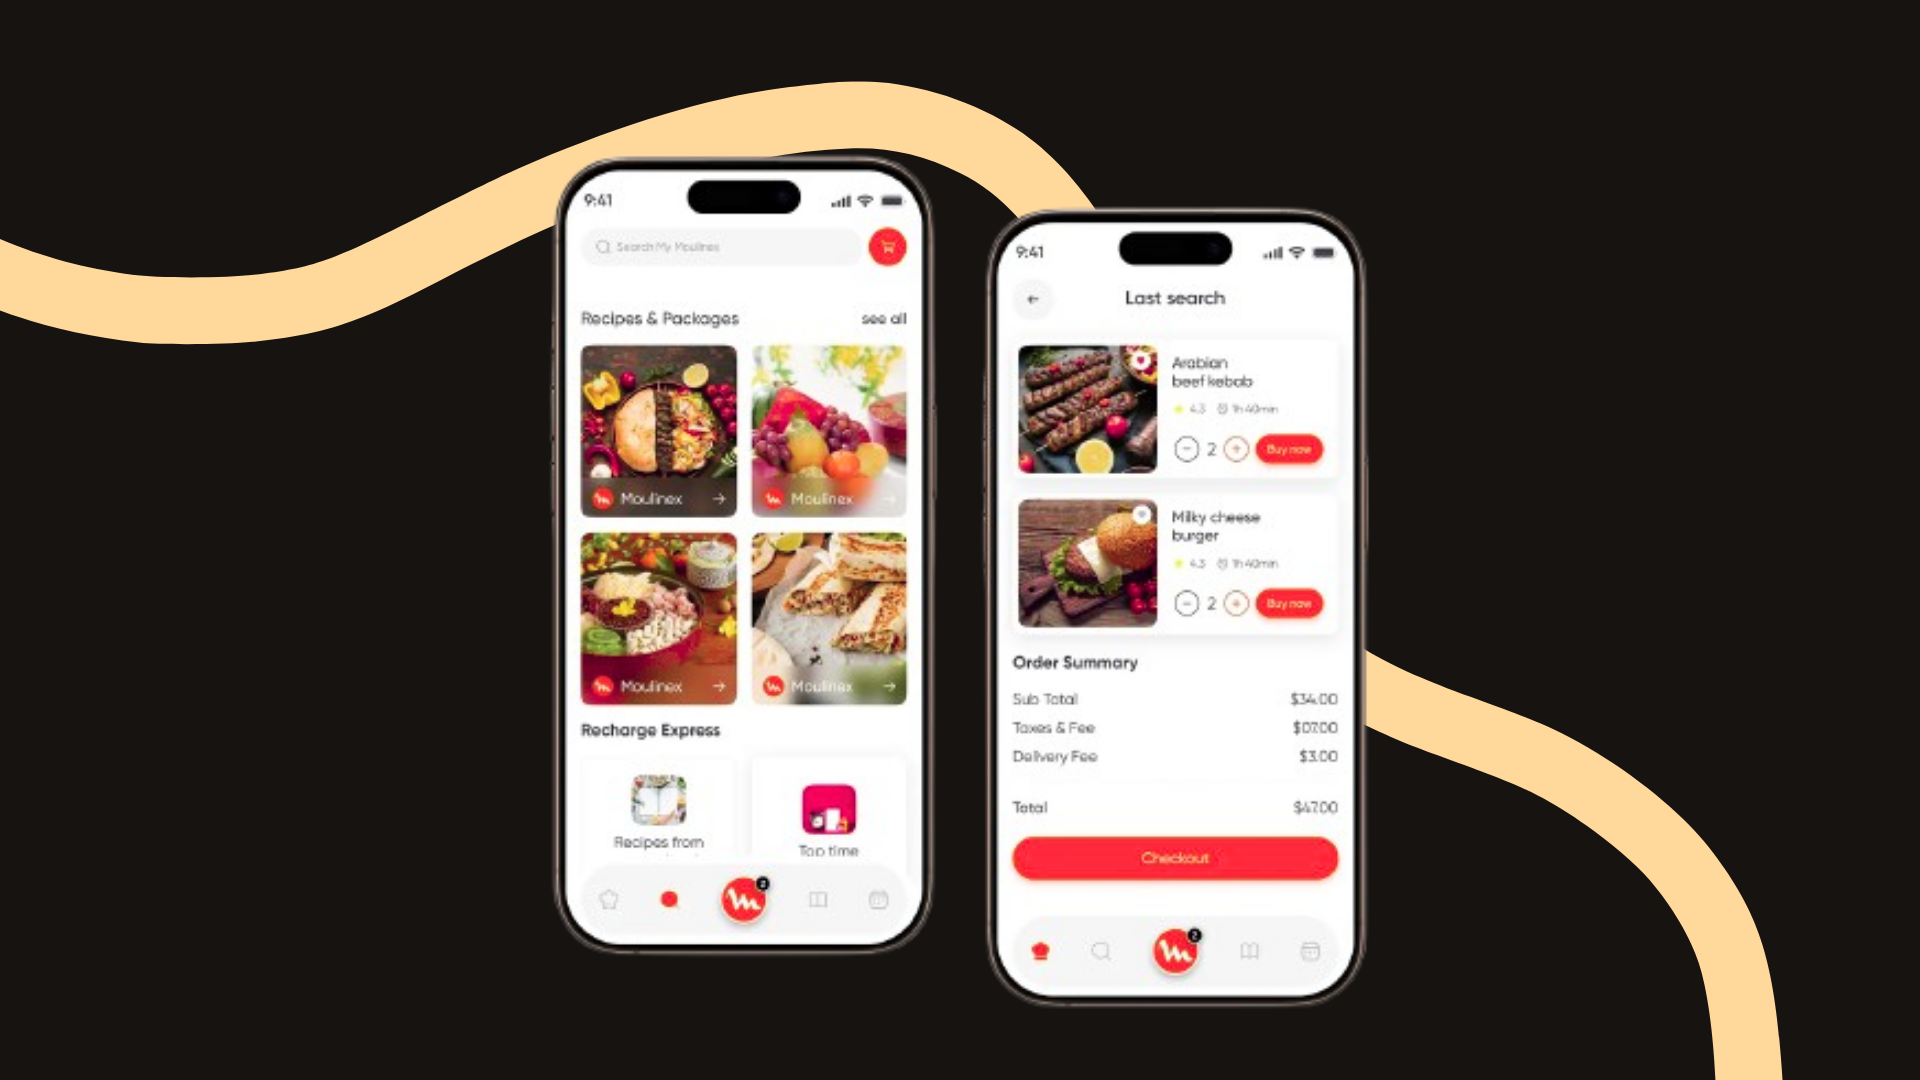 9:41
Search My Moulinex
Recipes & Packages
see all
Moulinex
Moulinex
Moulinex
Moulinex
Recharge Express
Recipes from
Top time
2
9:41
Last search
Arabian
beef kebab
4.3 1h 40min
2
Buy now
Milky cheese
burger
4.3 1h 40min
2
Buy now
Order Summary
Sub Total $34.00
Taxes & Fee $07.00
Delivery Fee $3.00
Total $47.00
Checkout
2